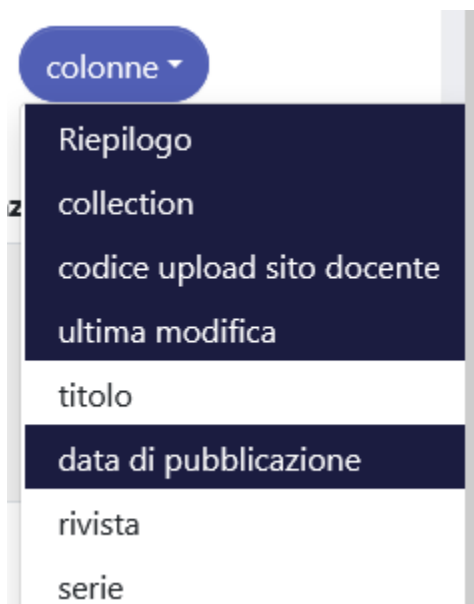 colonne
Riepilogo
collection
codice upload sito docente
ultima modifica
titolo
data di pubblicazione
rivista
serie